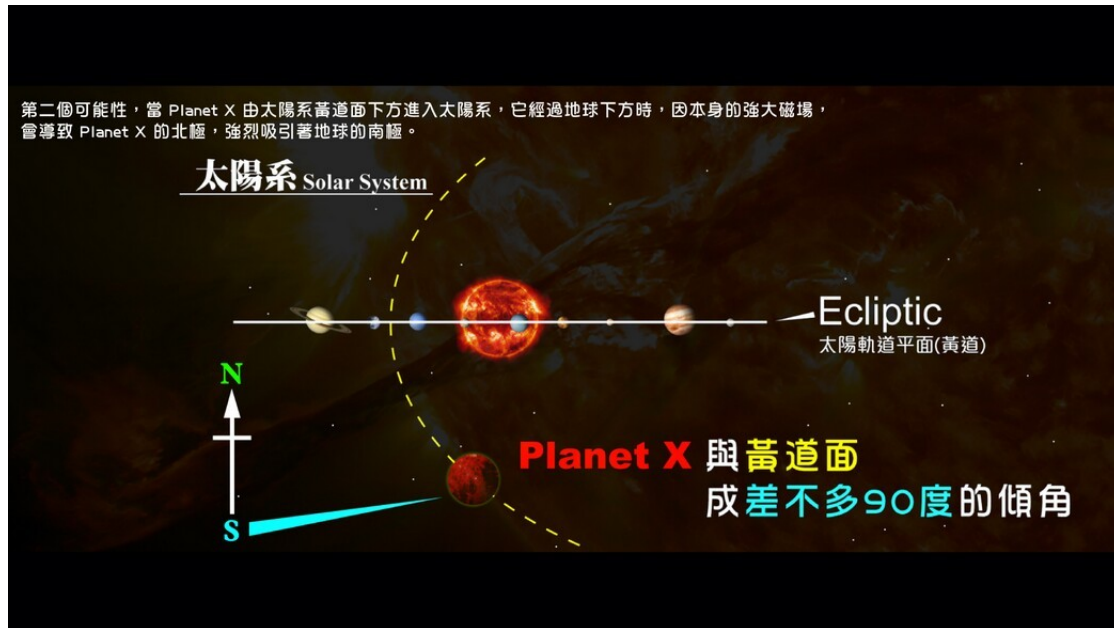 第二個可能性，當 Planet X 由太陽系黃道面下方進入太陽系，它經過地球下方時，因本身的強大磁場，
會導致 Planet X 的北極，強烈吸引著地球的南極。
太陽系 Solar System
Ecliptic
太陽軌道平面(黃道)
N
Planet X 與黃道面
成差不多90度的傾角
S